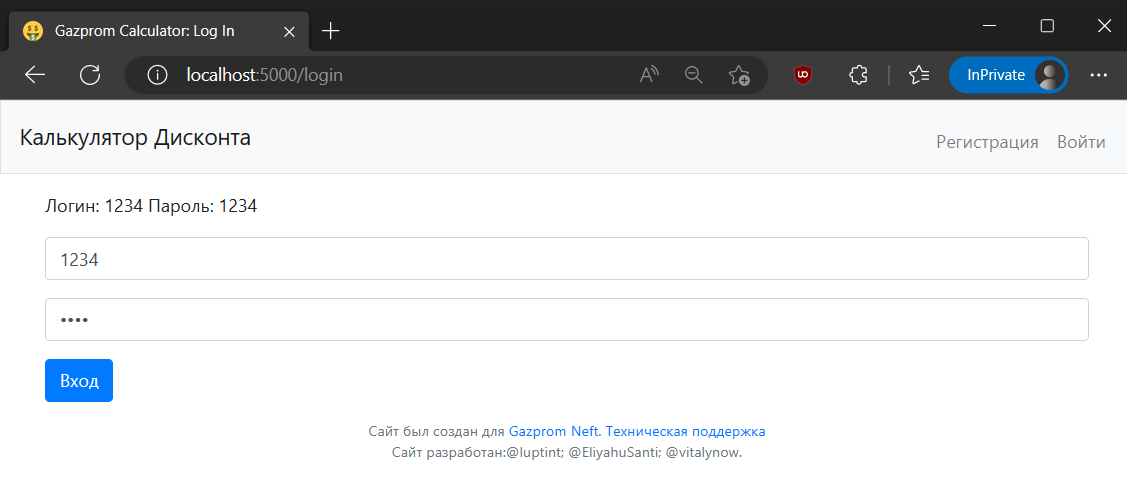 Gazprom Calculator: Log In
localhost:5000/login
InPrivate
Калькулятор Дисконта
Регистрация Войти
Логин: 1234 Пароль: 1234
1234
••••
Вход
Сайт был создан для Gazprom Neft. Техническая поддержка
Сайт разработан:@luptint; @EliyahuSanti; @vitalynow.